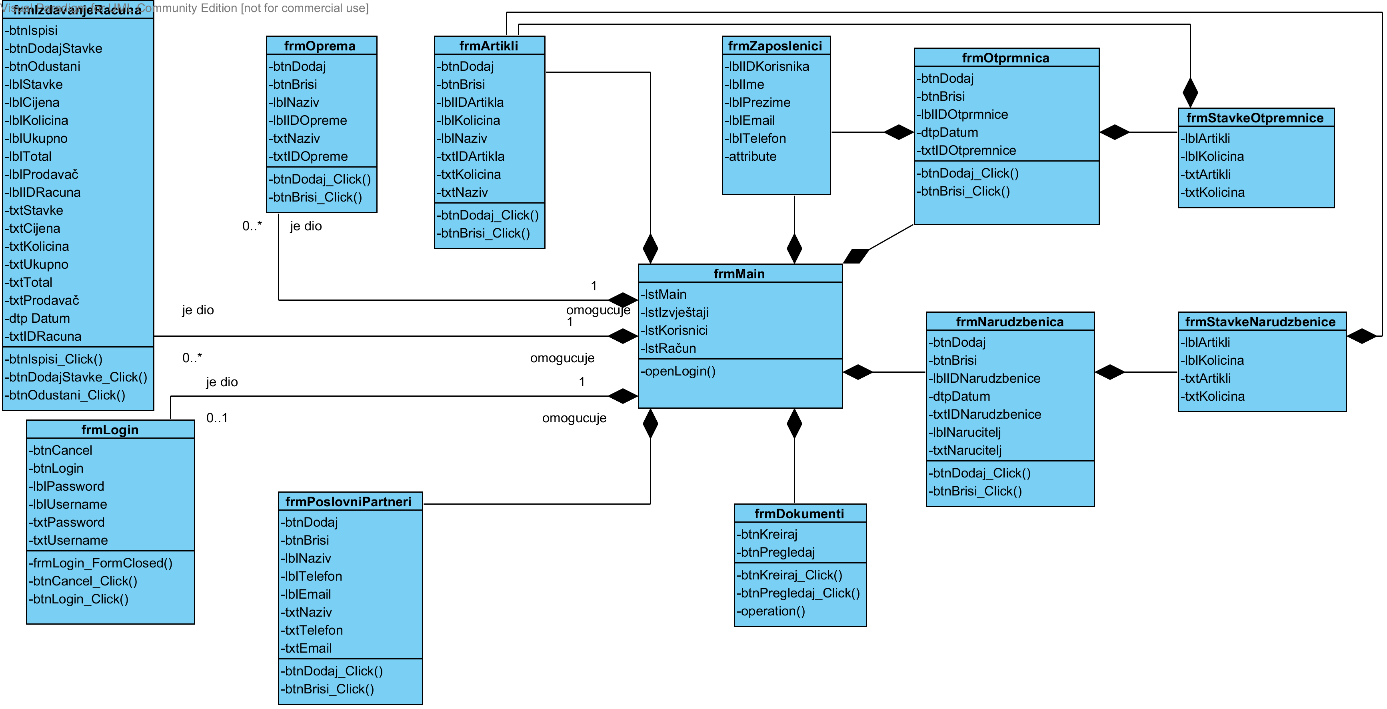 Community Edition [not for commercial use]
frmIzdavanjeRacuna
-btnIspisi
-btnDodajStavke
-btnOdustani
-lblStavke
-lblCijena
-lblKolicina
-lblUkupno
-lblTotal
-lblProdavač
-lblIDRacuna
-txtStavke
-txtCijena
-txtKolicina
-txtUkupno
-txtTotal
-txtProdavač
-dtp Datum
-txtIDRacuna
-btnIspisi_Click()
-btnDodajStavke_Click()
-btnOdustani_Click()
frmOprema
-btnDodaj
-btnBrisi
-lblNaziv
-lblIDOpreme
-txtNaziv
-txtIDOpreme
-btnDodaj_Click()
-btnBrisi_Click()
frmArtikli
-btnDodaj
-btnBrisi
-lblIDArtikla
-lblKolicina
-lblNaziv
-txtIDArtikla
-txtKolicina
-txtNaziv
-btnDodaj_Click()
-btnBrisi_Click()
frmZaposlenici
-lblIDKorisnika
-lblIme
-lblPrezime
-lblEmail
-lblTelefon
-attribute
frmOtprmnica
-btnDodaj
-btnBrisi
-lblIDOtprmnice
-dtpDatum
-txtIDOtpremnice
-btnDodaj_Click()
-btnBrisi_Click()
frmStavkeOtpremnice
-lblArtikli
-lblKolicina
-txtArtikli
-txtKolicina
0..* je dio
1
omogucuje
je dio
1
0..*
omogucuje
je dio
1
0..1
omogucuje
frmMain
-lstMain
-lstIzvještaji
-lstKorisnici
-lstRačun
-openLogin()
frmNarudzbenica
-btnDodaj
-btnBrisi
-lblIDNarudzbenice
-dtpDatum
-txtIDNarudzbenice
-lblNarucitelj
-txtNarucitelj
-btnDodaj_Click()
-btnBrisi_Click()
frmStavkeNarudzbenice
-lblArtikli
-lblKolicina
-txtArtikli
-txtKolicina
frmLogin
-btnCancel
-btnLogin
-lblPassword
-lblUsername
-txtPassword
-txtUsername
-frmLogin_FormClosed()
-btnCancel_Click()
-btnLogin_Click()
frmPoslovniPartneri
-btnDodaj
-btnBrisi
-lblNaziv
-lblTelefon
-lblEmail
-txtNaziv
-txtTelefon
-txtEmail
-btnDodaj_Click()
-btnBrisi_Click()
frmDokumenti
-btnKreiraj
-btnPregledaj
-btnKreiraj_Click()
-btnPregledaj_Click()
-operation()